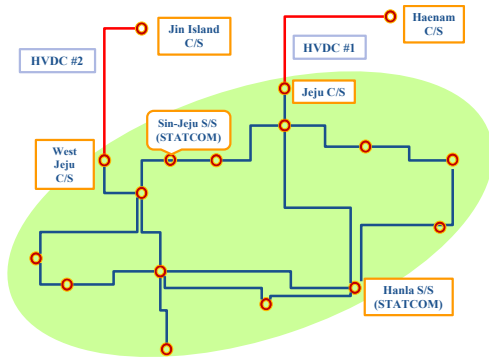 Haenam
C/S
Jin Island
C/S
HVDC #1
HVDC #2
Jeju C/S
Sin-Jeju S/S
(STATCOM)
West
Jeju
C/S
Hanla S/S
(STATCOM)